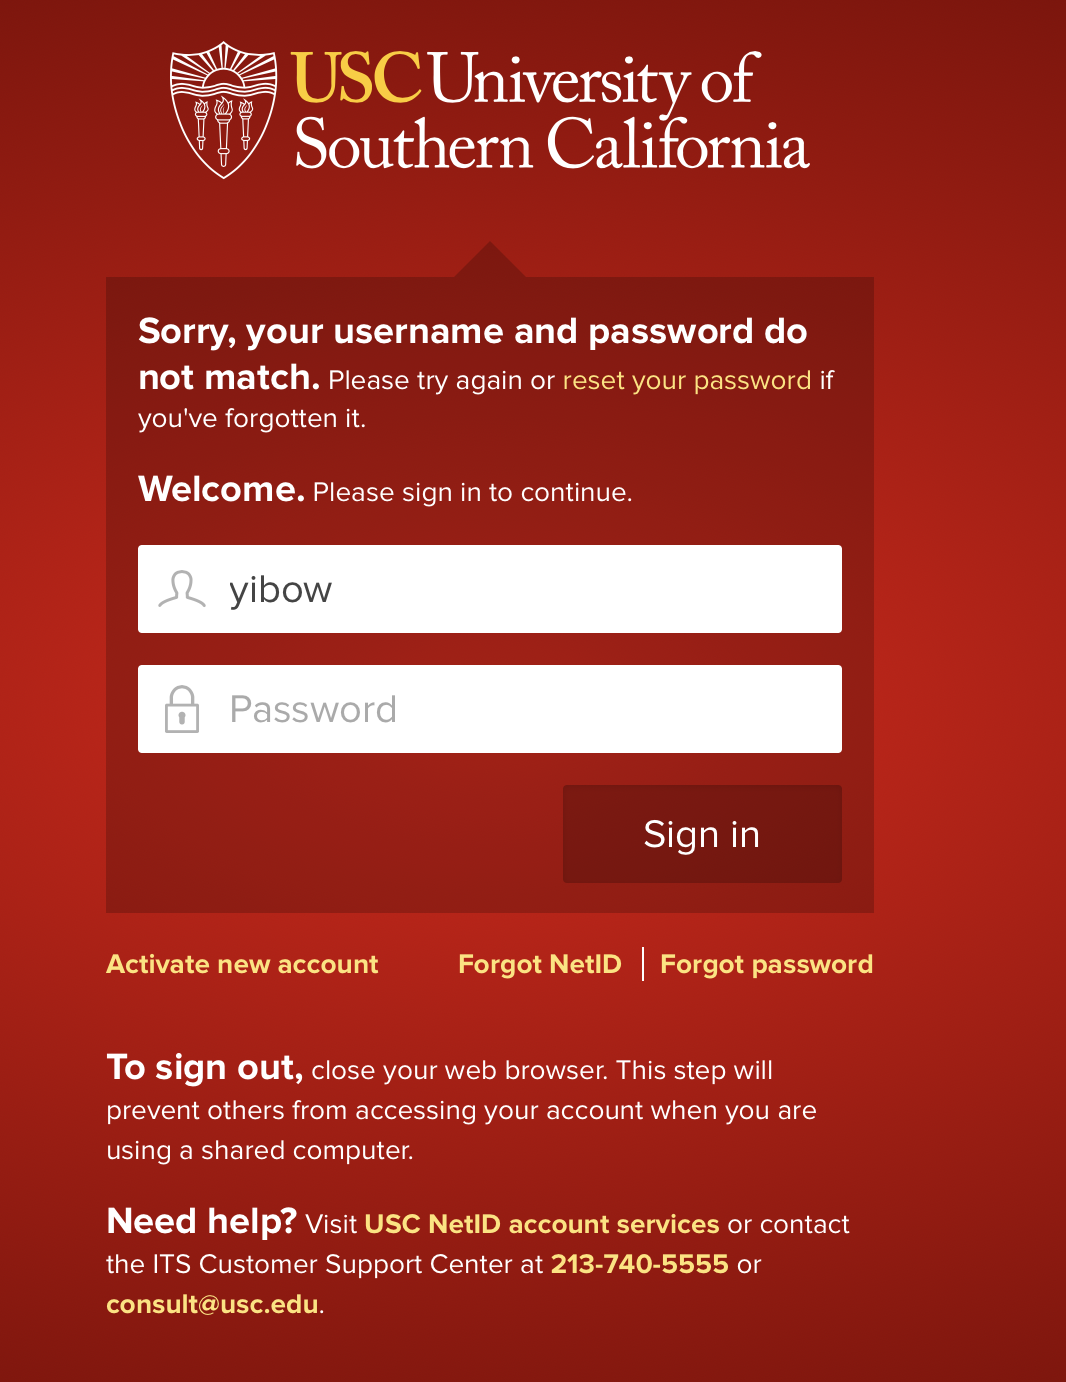 USC University of
Southern California
Sorry, your username and password do
not match. Please try again or reset your password if
you've forgotten it.
Welcome. Please sign in to continue.
yibow
Password
Sign in
Activate new account Forgot NetID Forgot password
To sign out, close your web browser. This step will
prevent others from accessing your account when you are
using a shared computer.
Need help? Visit USC NetID account services or contact
the ITS Customer Support Center at 213-740-5555 or
consult@usc.edu.